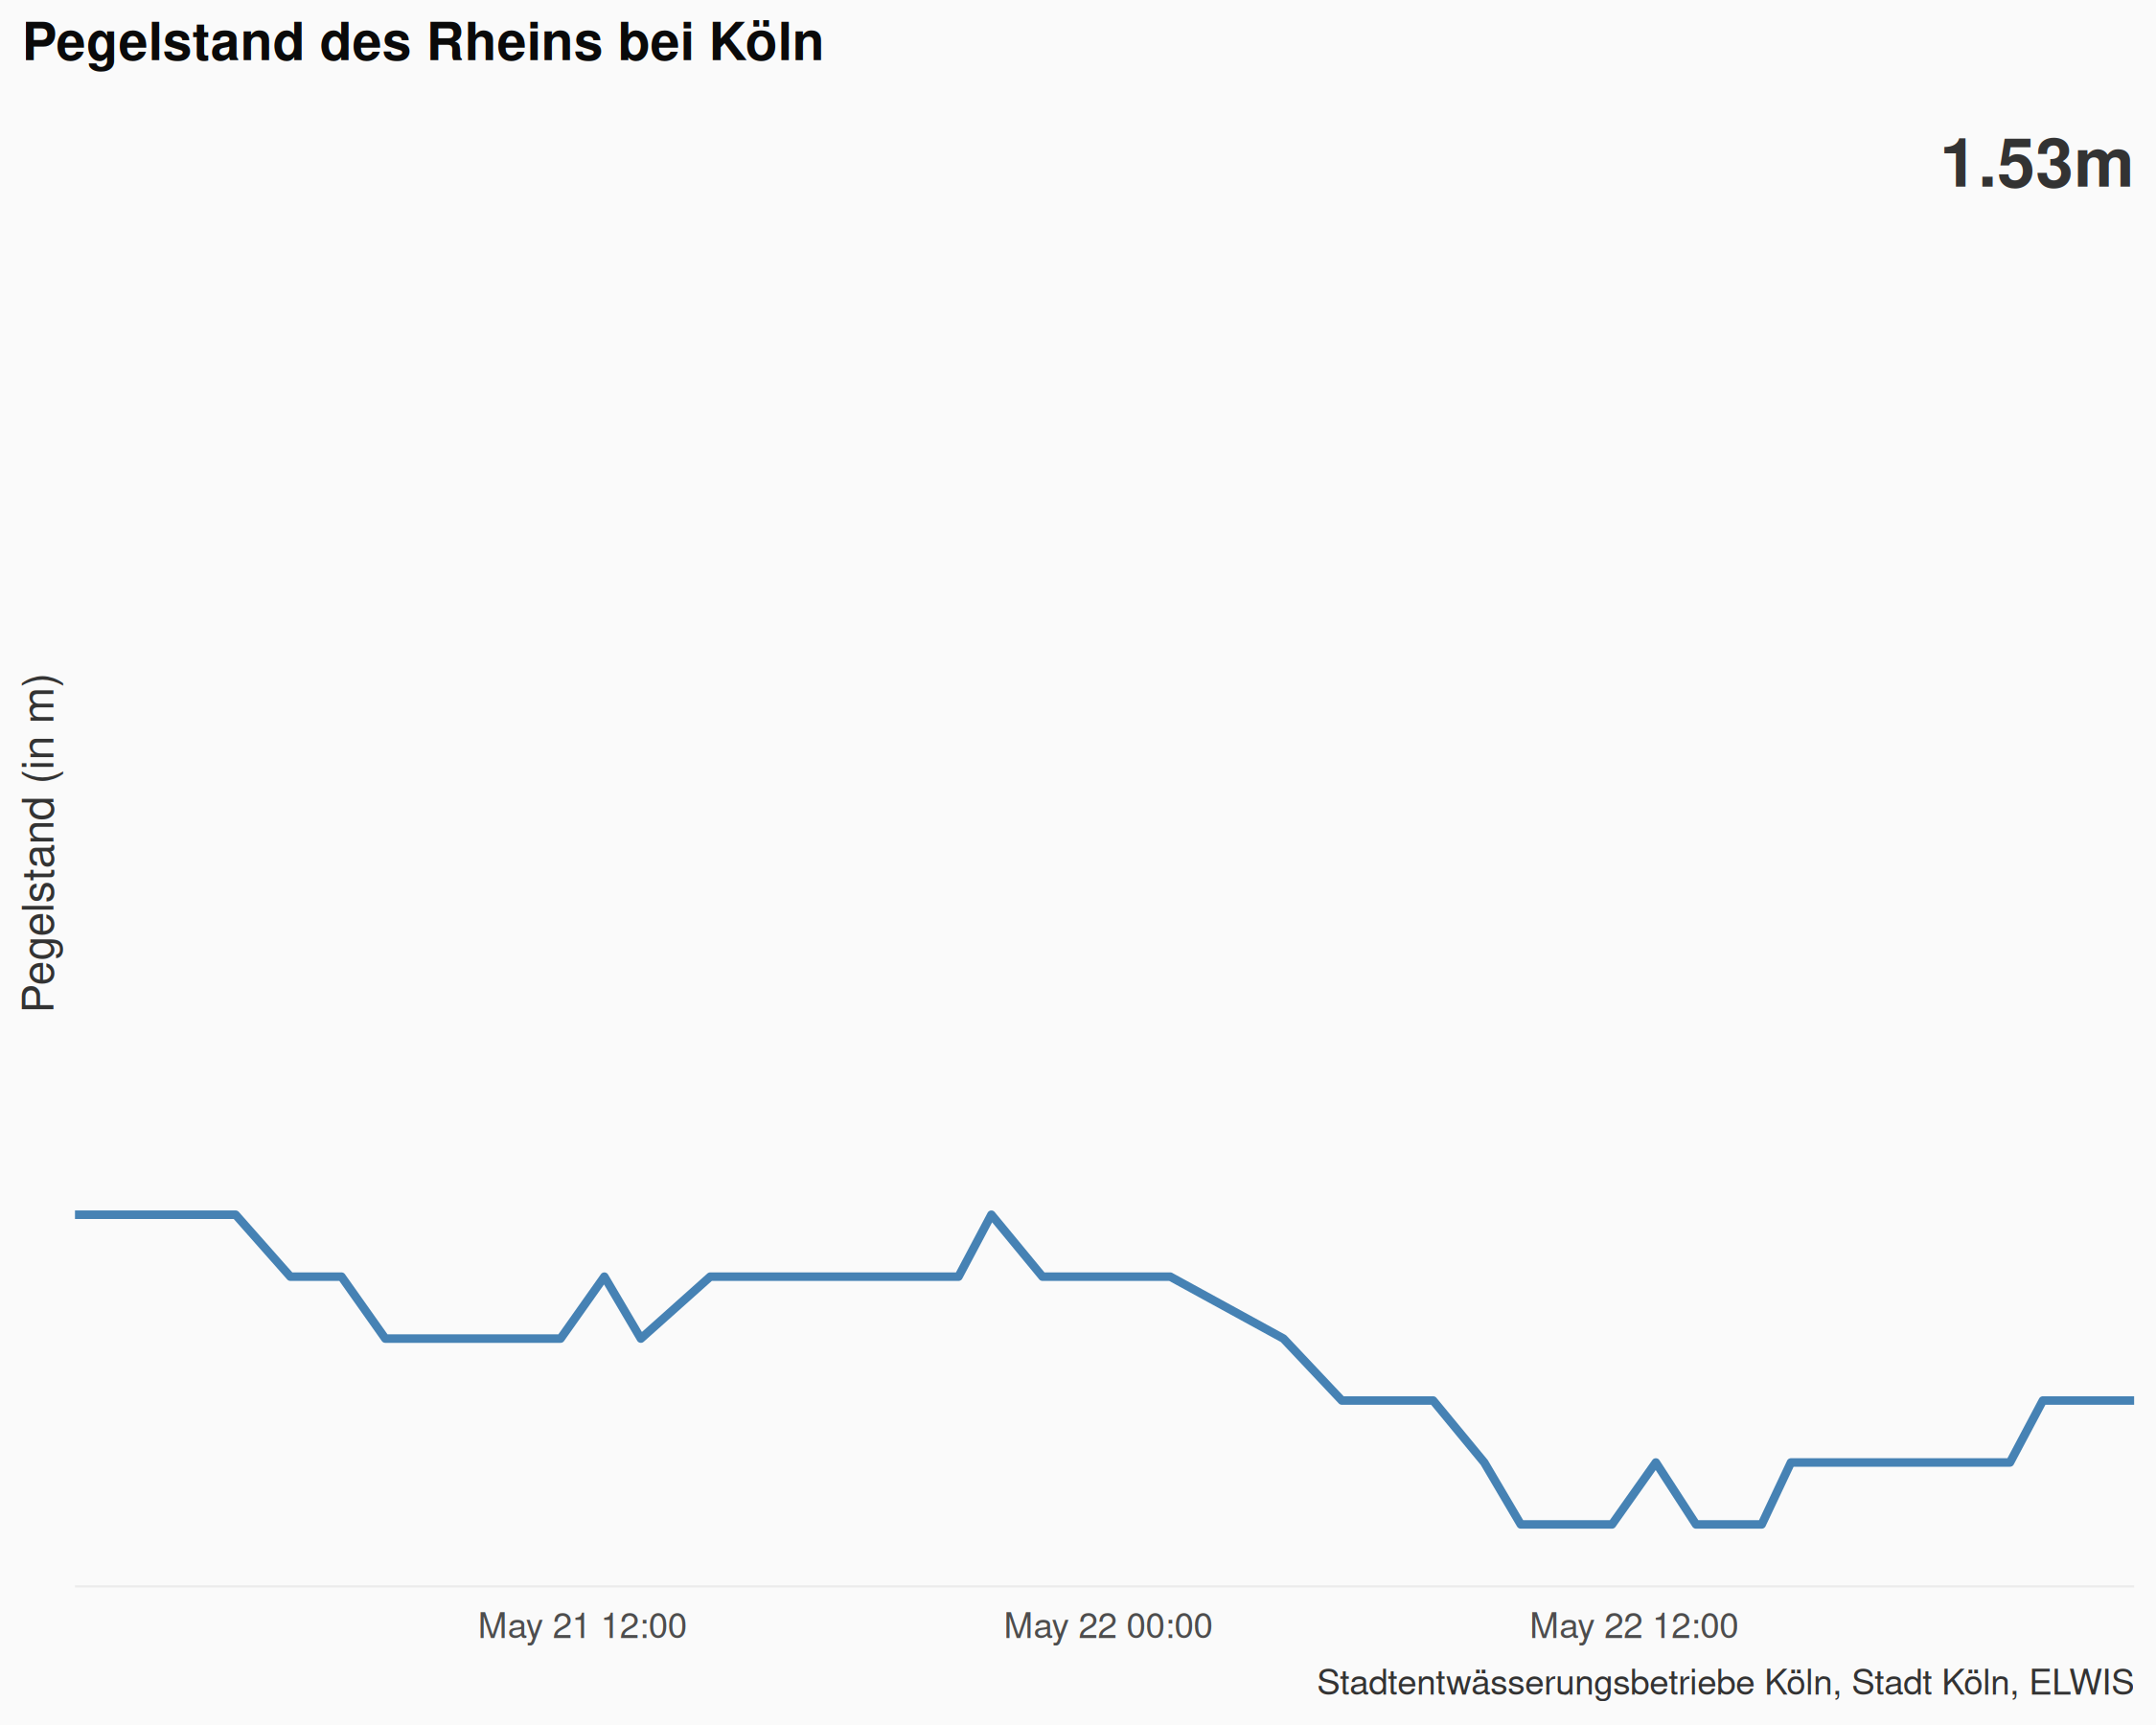 Pegelstand des Rheins bei Köln
1.53m
Pegelstand (in m)
May 21 12:00
May 22 00:00
May 22 12:00
Stadtentwässerungsbetriebe Köln, Stadt Köln, ELWIS